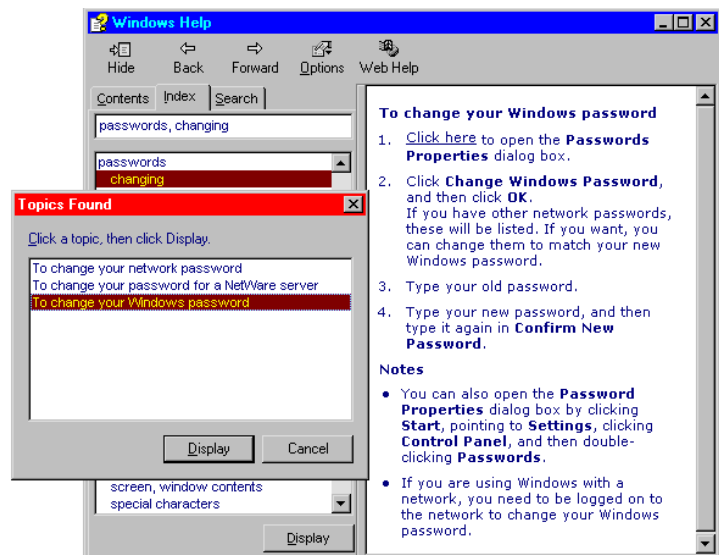 Windows Help
Hide Back Forward Options Web Help
Contents Index Search
passwords, changing
passwords
changing
Topics Found
Click a topic, then click Display.
To change your network password
To change your password for a NetWare server
To change your Windows password
Display Cancel
screen, window contents
special characters
Display
To change your Windows password
1. Click here to open the Passwords
Properties dialog box.
2. Click Change Windows Password,
and then click OK.
If you have other network passwords,
these will be listed. If you want, you
can change them to match your new
Windows password.
3. Type your old password.
4. Type your new password, and then
type it again in Confirm New
Password.
Notes
• You can also open the Password
Properties dialog box by clicking
Start, pointing to Settings, clicking
Control Panel, and then double-
clicking Passwords.
• If you are using Windows with a
network, you need to be logged on to
the network to change your Windows
password.